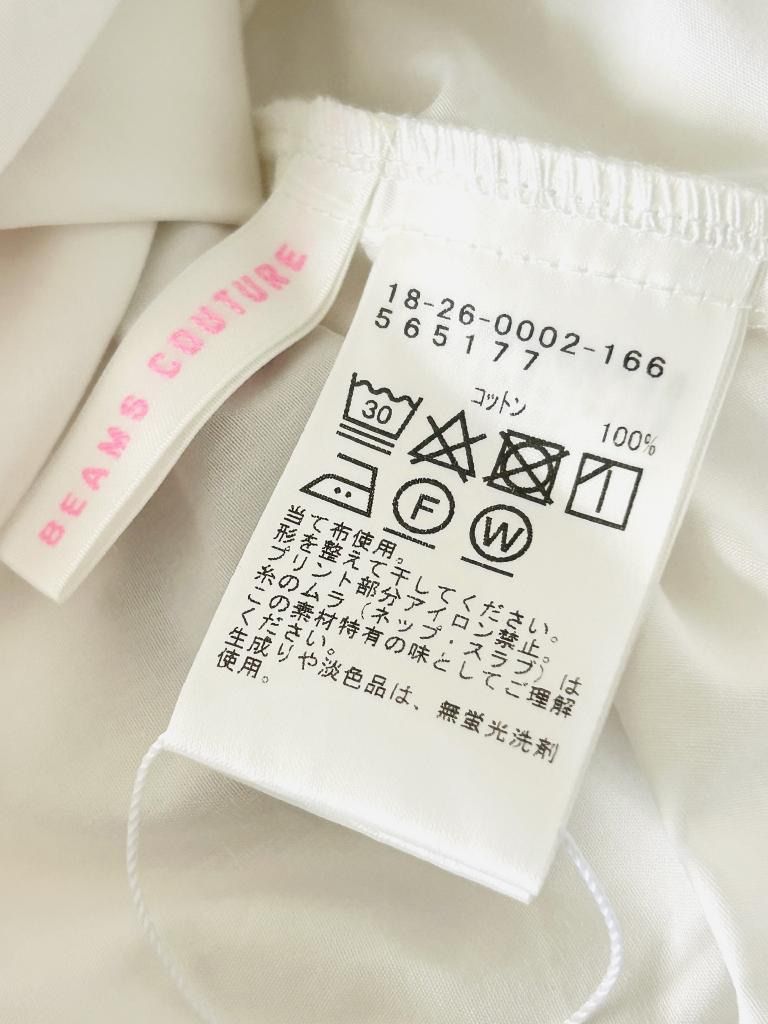 BEAMS COUTURE
18-26-0002-166
565177
コットン
100%
30
F W
当て布使用。
形を整えて干してください。
プリント部分アイロン禁止。
糸のムラ（ネップ・スラブ）は
この素材特有の味としてご理解
ください。
生成りや淡色品は、無蛍光洗剤
使用。